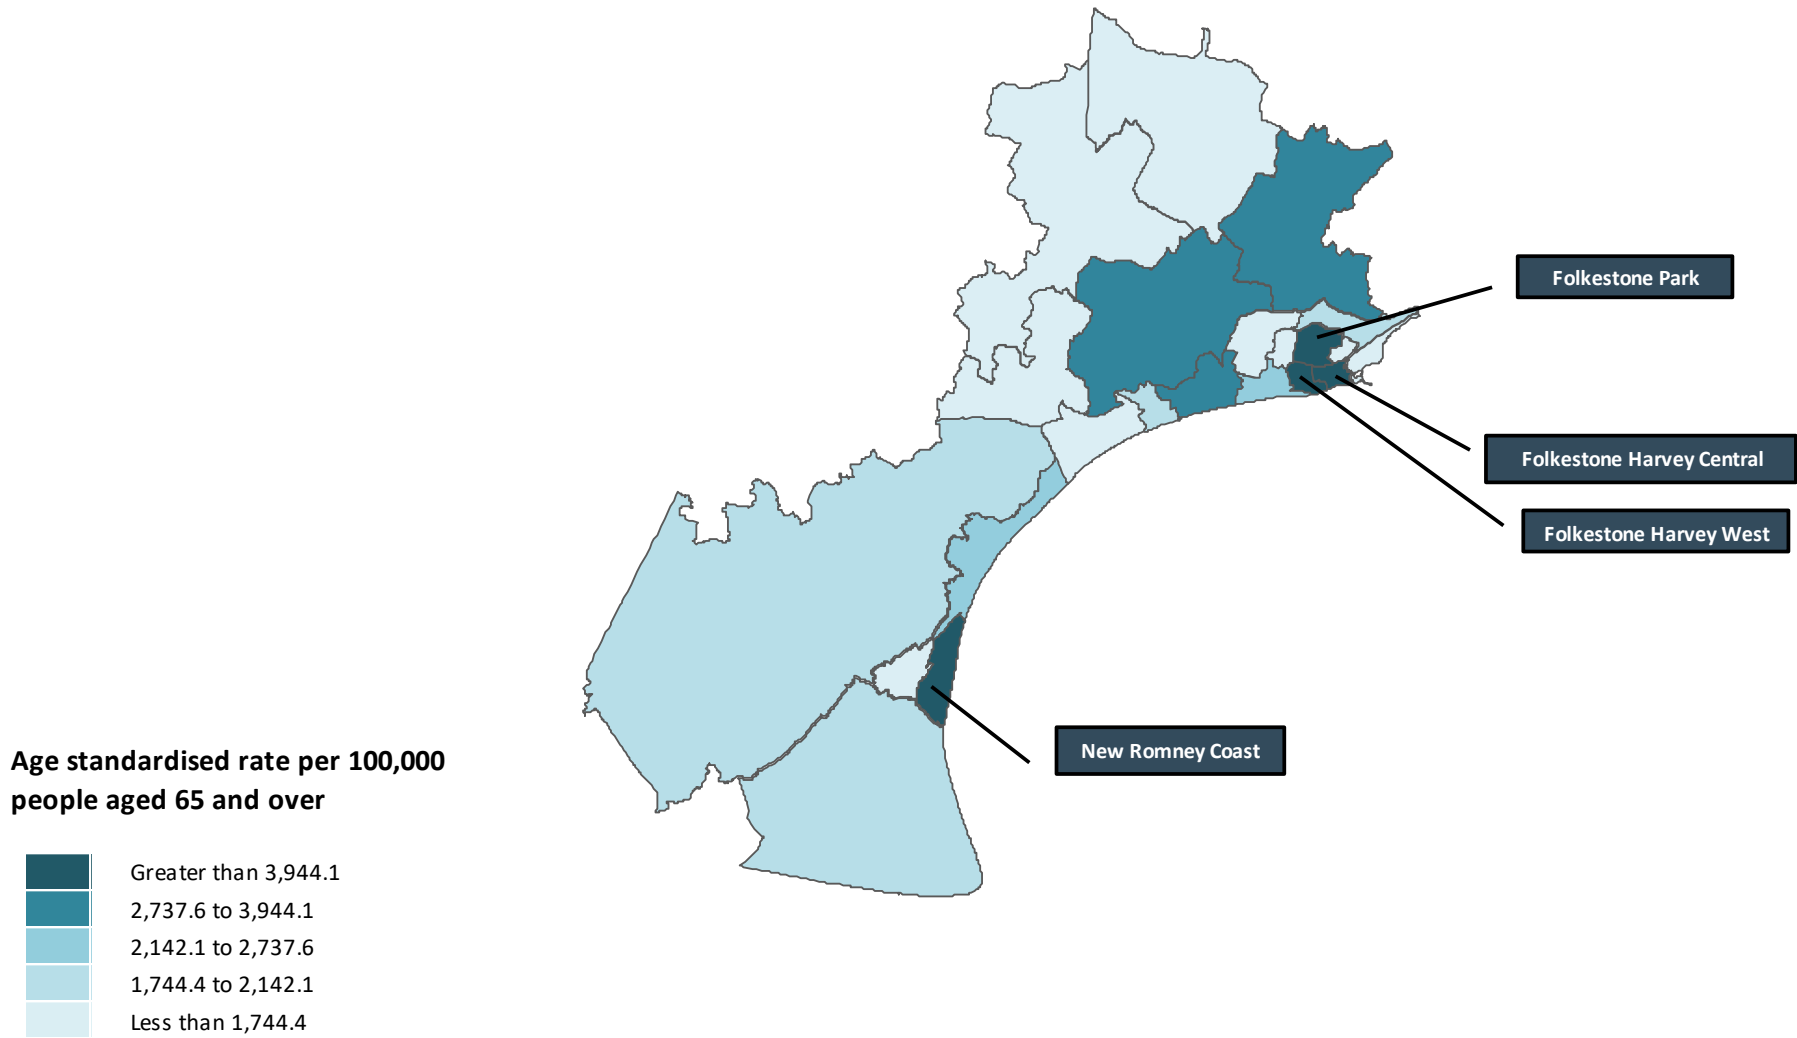 Folkestone Park
Folkestone Harvey Central
Folkestone Harvey West
New Romney Coast
Age standardised rate per 100,000
people aged 65 and over
Greater than 3,944.1
2,737.6 to 3,944.1
2,142.1 to 2,737.6
1,744.4 to 2,142.1
Less than 1,744.4